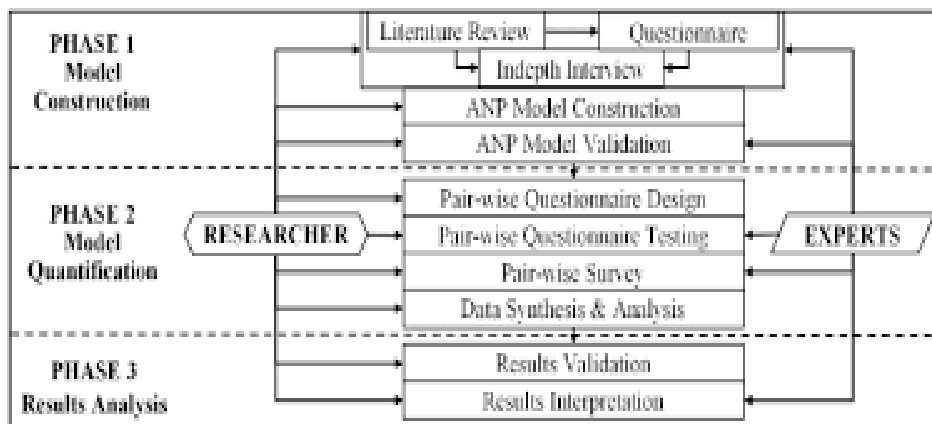 PHASE 1
Model
Construction
Literature Review
Questionnaire
Indepth Interview
ANP Model Construction
ANP Model Validation
PHASE 2
Model
Quantification
RESEARCHER
Pair-wise Questionnaire Design
Pair-wise Questionnaire Testing
Pair-wise Survey
Data Synthesis & Analysis
EXPERTS
PHASE 3
Results Analysis
Results Validation
Results Interpretation